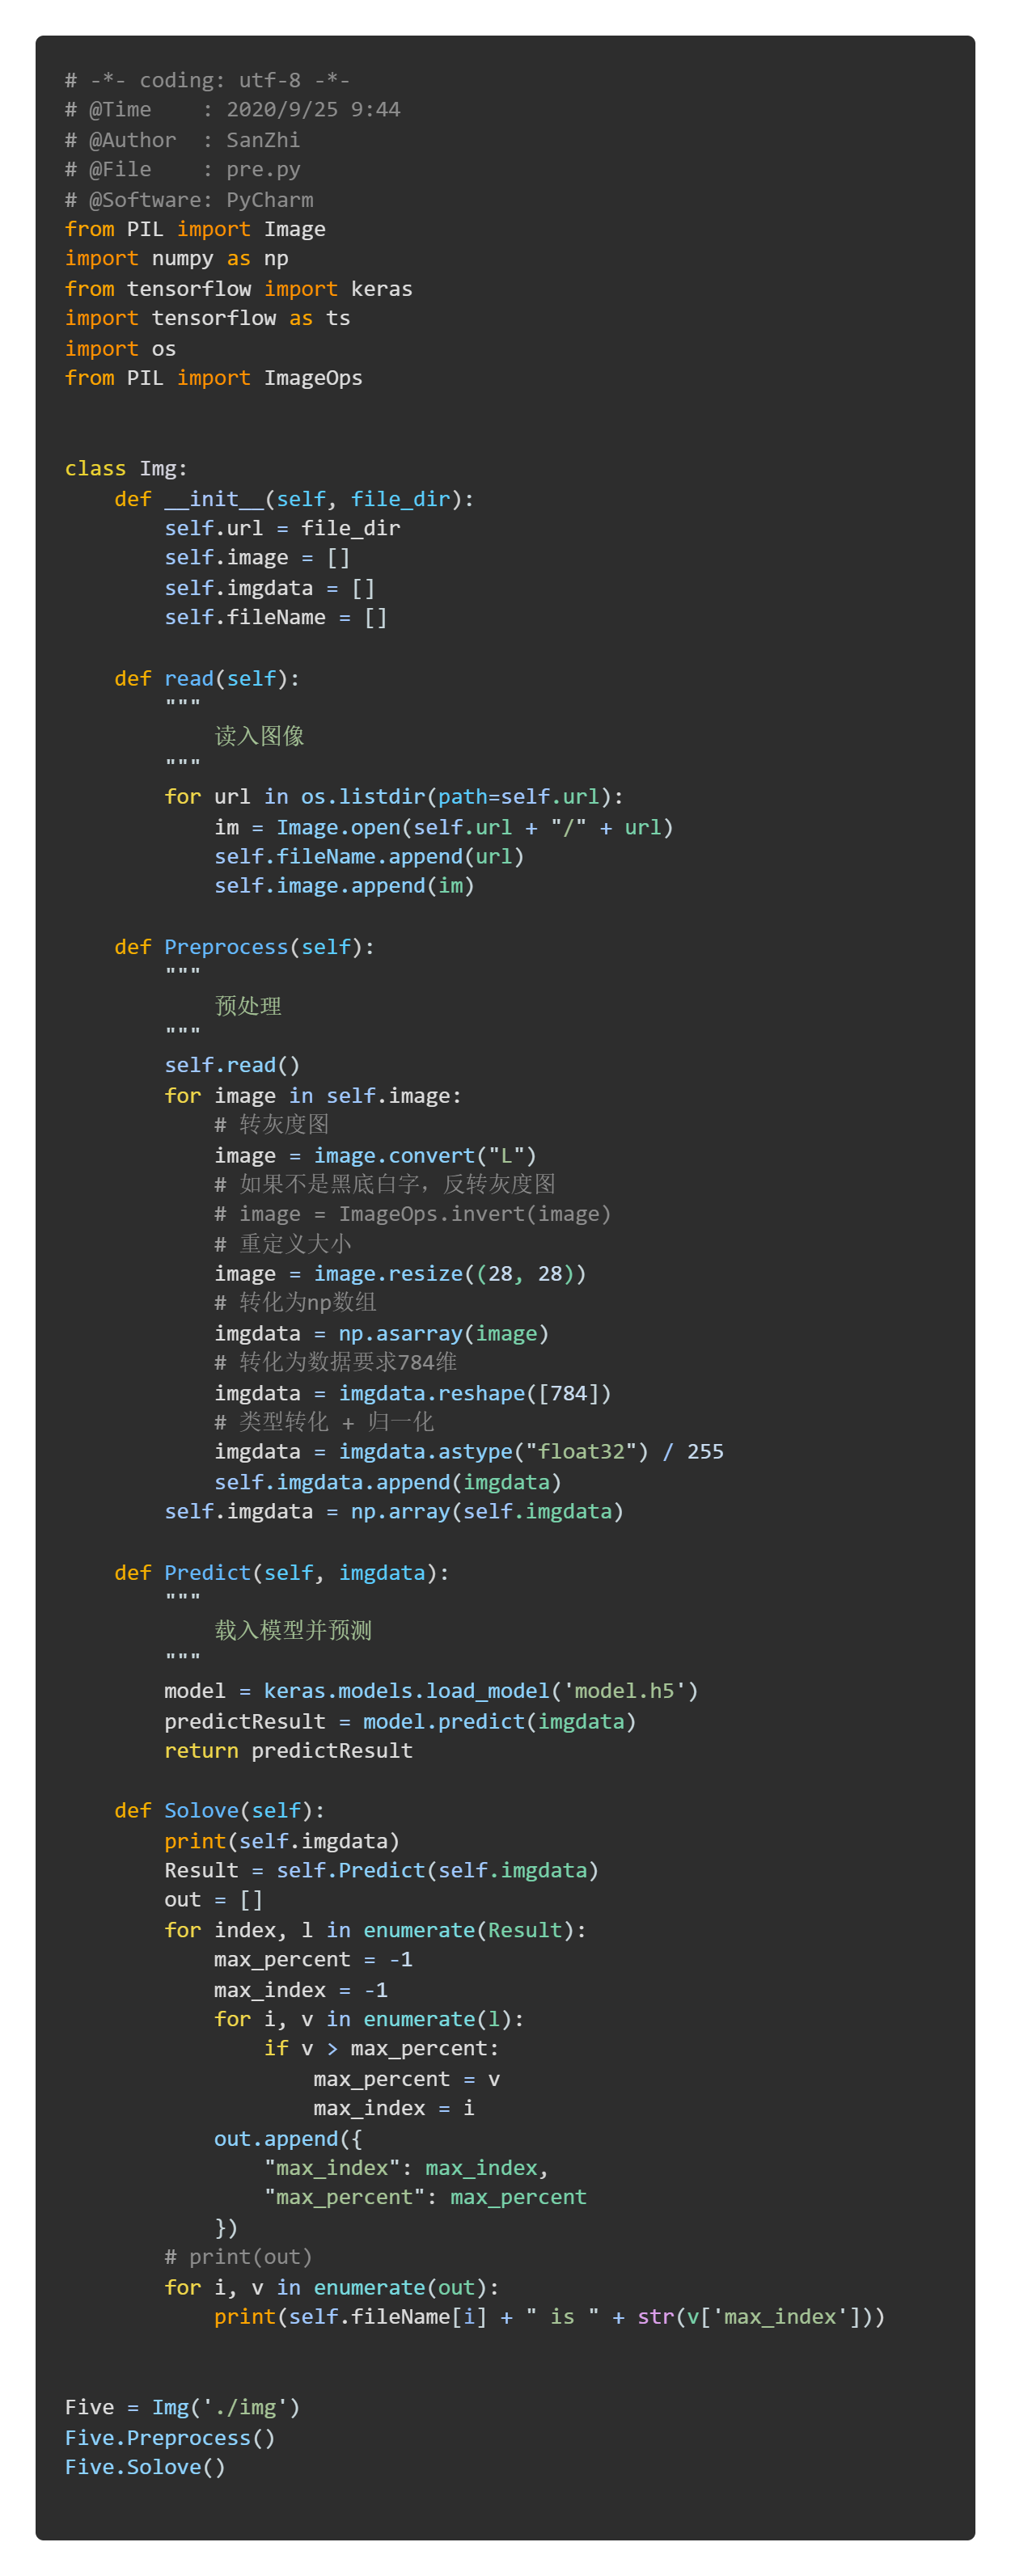 # -*- coding: utf-8 -*-
# @Time    : 2020/9/25 9:44
# @Author  : SanZhi
# @File    : pre.py
# @Software: PyCharm
from PIL import Image
import numpy as np
from tensorflow import keras
import tensorflow as ts
import os
from PIL import ImageOps


class Img:
    def __init__(self, file_dir):
        self.url = file_dir
        self.image = []
        self.imgdata = []
        self.fileName = []

    def read(self):
        """
            读入图像
        """
        for url in os.listdir(path=self.url):
            im = Image.open(self.url + "/" + url)
            self.fileName.append(url)
            self.image.append(im)

    def Preprocess(self):
        """
            预处理
        """
        self.read()
        for image in self.image:
            # 转灰度图
            image = image.convert("L")
            # 如果不是黑底白字，反转灰度图
            # image = ImageOps.invert(image)
            # 重定义大小
            image = image.resize((28, 28))
            # 转化为np数组
            imgdata = np.asarray(image)
            # 转化为数据要求784维
            imgdata = imgdata.reshape([784])
            # 类型转化 + 归一化
            imgdata = imgdata.astype("float32") / 255
            self.imgdata.append(imgdata)
        self.imgdata = np.array(self.imgdata)

    def Predict(self, imgdata):
        """
            载入模型并预测
        """
        model = keras.models.load_model('model.h5')
        predictResult = model.predict(imgdata)
        return predictResult

    def Solove(self):
        print(self.imgdata)
        Result = self.Predict(self.imgdata)
        out = []
        for index, l in enumerate(Result):
            max_percent = -1
            max_index = -1
            for i, v in enumerate(l):
                if v > max_percent:
                    max_percent = v
                    max_index = i
            out.append({
                "max_index": max_index,
                "max_percent": max_percent
            })
        # print(out)
        for i, v in enumerate(out):
            print(self.fileName[i] + " is " + str(v['max_index']))


Five = Img('./img')
Five.Preprocess()
Five.Solove()